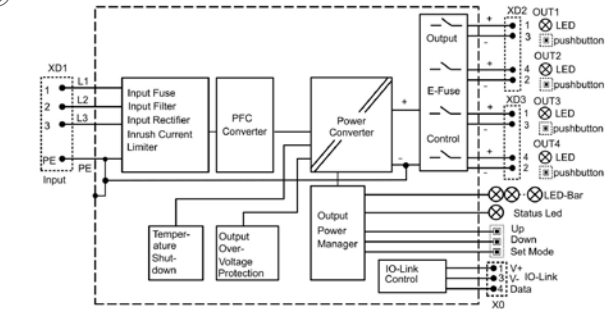 XD2 OUT1
1 LED
3 pushbutton
OUT2
4 LED
2 pushbutton
XD3 OUT3
1 LED
3 pushbutton
OUT4
4 LED
2 pushbutton
+
-
+
-
+
-
+
-
Output
E-Fuse
Control
XD1
1 L1
2 L2
3 L3
PE PE
Input
Input Fuse
Input Filter
Input Rectifier
Inrush Current
Limiter
PFC
Converter
Power
Converter
+
-
Temper-
ature
Shut-
down
Output
Over-
Voltage
Protection
Output
Power
Manager
LED-Bar
Status Led
Up
Down
Set Mode
IO-Link
Control
1 V+
3 V- IO-Link
4 Data
X0